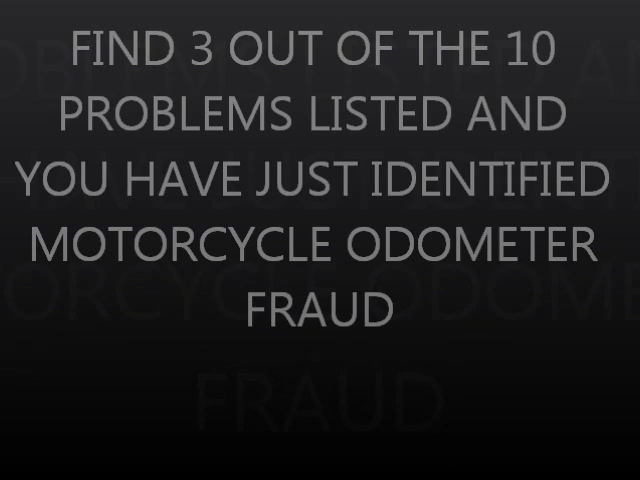 FIND 3 OUT OF THE 10
PROBLEMS LISTED AND
YOU HAVE JUST IDENTIFIED
MOTORCYCLE ODOMETER
FRAUD